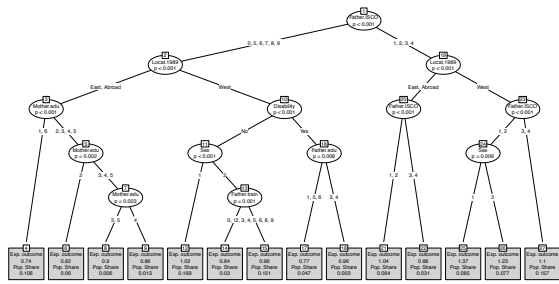 1
Father.ISCO
p < 0.001
0, 5, 6, 7, 8, 9
1, 2, 3, 4
2
Locat.1989
p < 0.001
19
Locat.1989
p < 0.001
East, Abroad
West
East, Abroad
West
3
Mother.edu
p < 0.001
10
Disability
p < 0.001
20
Father.ISCO
p < 0.001
23
Father.ISCO
p < 0.001
1, 6
2, 3, 4, 5
No
Yes
1, 2
3, 4
1, 2
3, 4
5
Mother.edu
p = 0.002
11
Sex
p < 0.001
16
Father.edu
p = 0.008
24
Sex
p = 0.008
2
3, 4, 5
1
2
1, 5, 6
2, 4
1
2
7
Mother.edu
p = 0.003
13
Father.train
p = 0.001
3, 5
4
0, 1
2, 3, 4, 5, 6, 8, 9
4
Exp. outcome
0.74
Pop. Share
0.108
Exp. outcome
0.82
Pop. Share
0.06
Exp. outcome
0.9
Pop. Share
Exp. outcome
0.86
Pop. Share
0.013
12
Exp. outcome
1.02
Pop. Share
0.169
14
Exp. outcome
0.84
Pop. Share
0.03
15
Exp. outcome
0.96
Pop. Share
0.151
17
Exp. outcome
0.77
Pop. Share
0.047
18
Exp. outcome
0.96
Pop. Share
0.003
21
Exp. outcome
1.04
Pop. Share
0.064
22
Exp. outcome
0.88
Pop. Share
0.031
25
Exp. outcome
1.37
Pop. Share
0.085
26
Exp. outcome
1.23
Pop. Share
0.077
27
Exp. outcome
1.1
Pop. Share
0.157